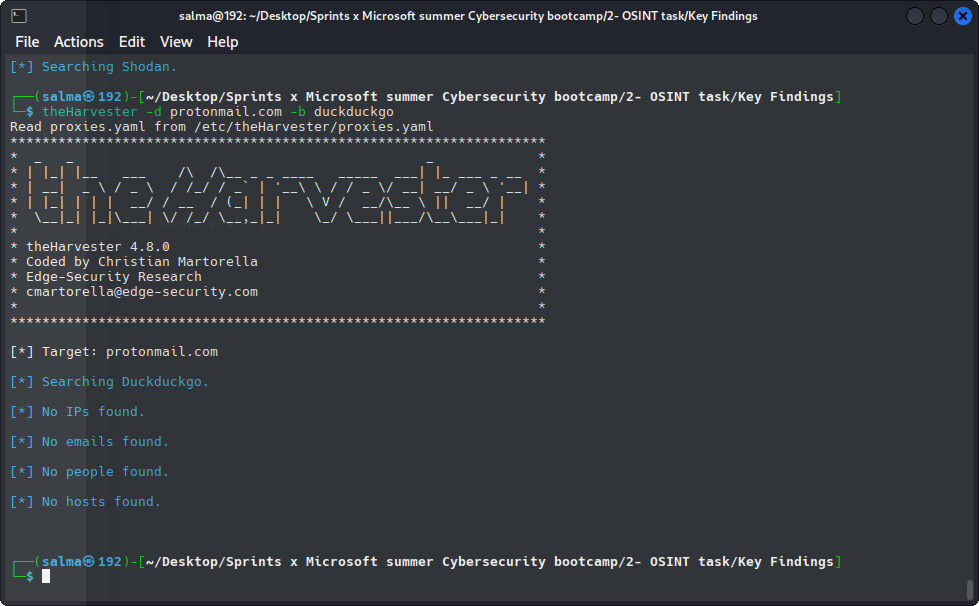 salma@192: ~/Desktop/Sprints x Microsoft summer Cybersecurity bootcamp/2- OSINT task/Key Findings
File Actions Edit View Help
[*] Searching Shodan.
┌──(salma㉿192)-[~/Desktop/Sprints x Microsoft summer Cybersecurity bootcamp/2- OSINT task/Key Findings]
└─$ theHarvester -d protonmail.com -b duckduckgo
Read proxies.yaml from /etc/theHarvester/proxies.yaml
*******************************************************************
*  _   _                                            _             *
* | |_| |__   ___    /\  /\__ _ _ ____   _____  ___| |_ ___ _ __  *
* | __|  _ \ / _ \  / /_/ / _` | '__\ \ / / _ \/ __| __/ _ \ '__| *
* | |_| | | |  __/ / __  / (_| | |   \ V /  __/\__ \ ||  __/ |    *
*  \__|_| |_|\___| \/ /_/ \__,_|_|    \_/ \___||___/\__\___|_|    *
*                                                                 *
* theHarvester 4.8.0                                              *
* Coded by Christian Martorella                                   *
* Edge-Security Research                                          *
* cmartorella@edge-security.com                                   *
*                                                                 *
*******************************************************************
[*] Target: protonmail.com
[*] Searching Duckduckgo.
[*] No IPs found.
[*] No emails found.
[*] No people found.
[*] No hosts found.
┌──(salma㉿192)-[~/Desktop/Sprints x Microsoft summer Cybersecurity bootcamp/2- OSINT task/Key Findings]
└─$